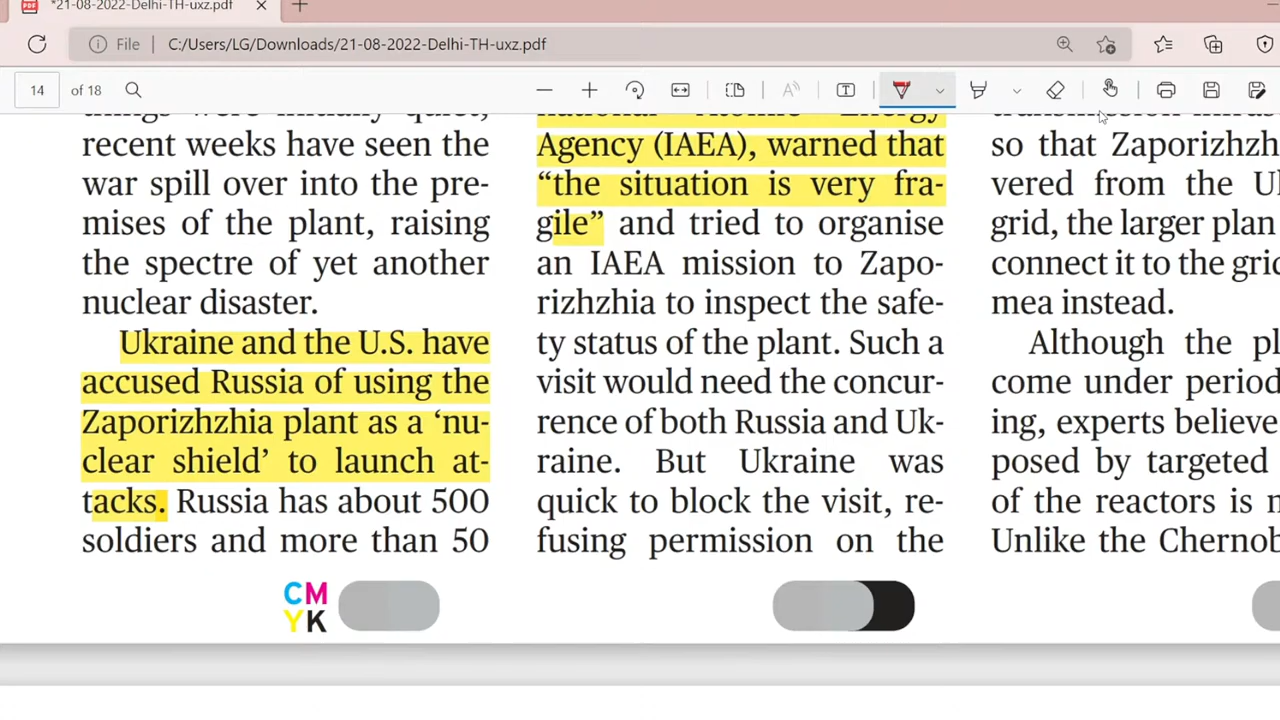 *21-08-2022-Delhi-TH-uxz.pdf
File | C:/Users/LG/Downloads/21-08-2022-Delhi-TH-uxz.pdf
14 of 18
things were initially quiet,
recent weeks have seen the
war spill over into the pre-
mises of the plant, raising
the spectre of yet another
nuclear disaster.
Ukraine and the U.S. have
accused Russia of using the
Zaporizhzhia plant as a ‘nu-
clear shield’ to launch at-
tacks. Russia has about 500
soldiers and more than 50
national Atomic Energy
Agency (IAEA), warned that
“the situation is very fra-
gile” and tried to organise
an IAEA mission to Zapo-
rizhzhia to inspect the safe-
ty status of the plant. Such a
visit would need the concur-
rence of both Russia and Uk-
raine. But Ukraine was
quick to block the visit, re-
fusing permission on the
so that Zaporizhzh
vered from the U
grid, the larger plan
connect it to the grid
mea instead.
Although the pl
come under period
ing, experts believe
posed by targeted
of the reactors is n
Unlike the Chernob
CM
YK